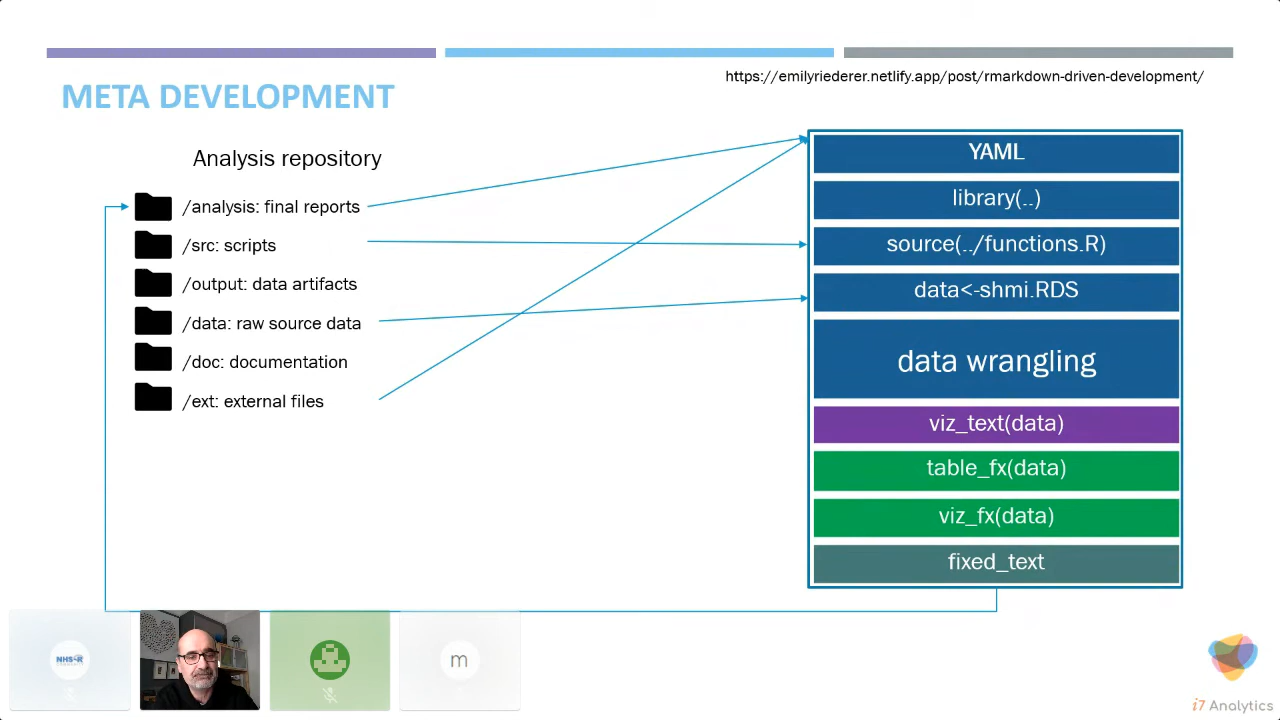 https://emilyriederer.netlify.app/post/rmarkdown-driven-development/
META DEVELOPMENT
Analysis repository
/analysis: final reports
/src: scripts
/output: data artifacts
/data: raw source data
/doc: documentation
/ext: external files
YAML
library(..)
source(../functions.R)
data<-shmi.RDS
data wrangling
viz_text(data)
table_fx(data)
viz_fx(data)
fixed_text
NHS-R
m
i7 Analytics